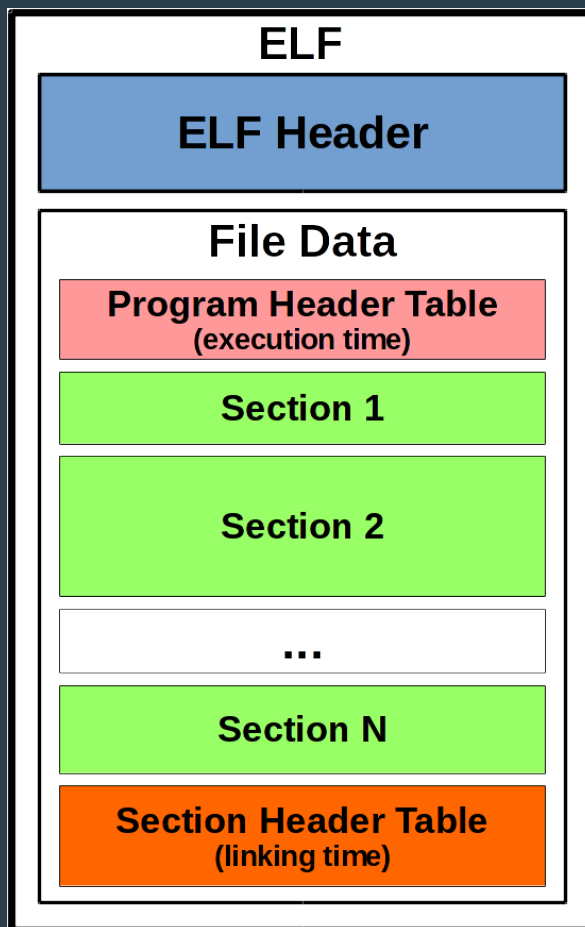 ELF
ELF Header
File Data
Program Header Table
(execution time)
Section 1
Section 2
...
Section N
Section Header Table
(linking time)